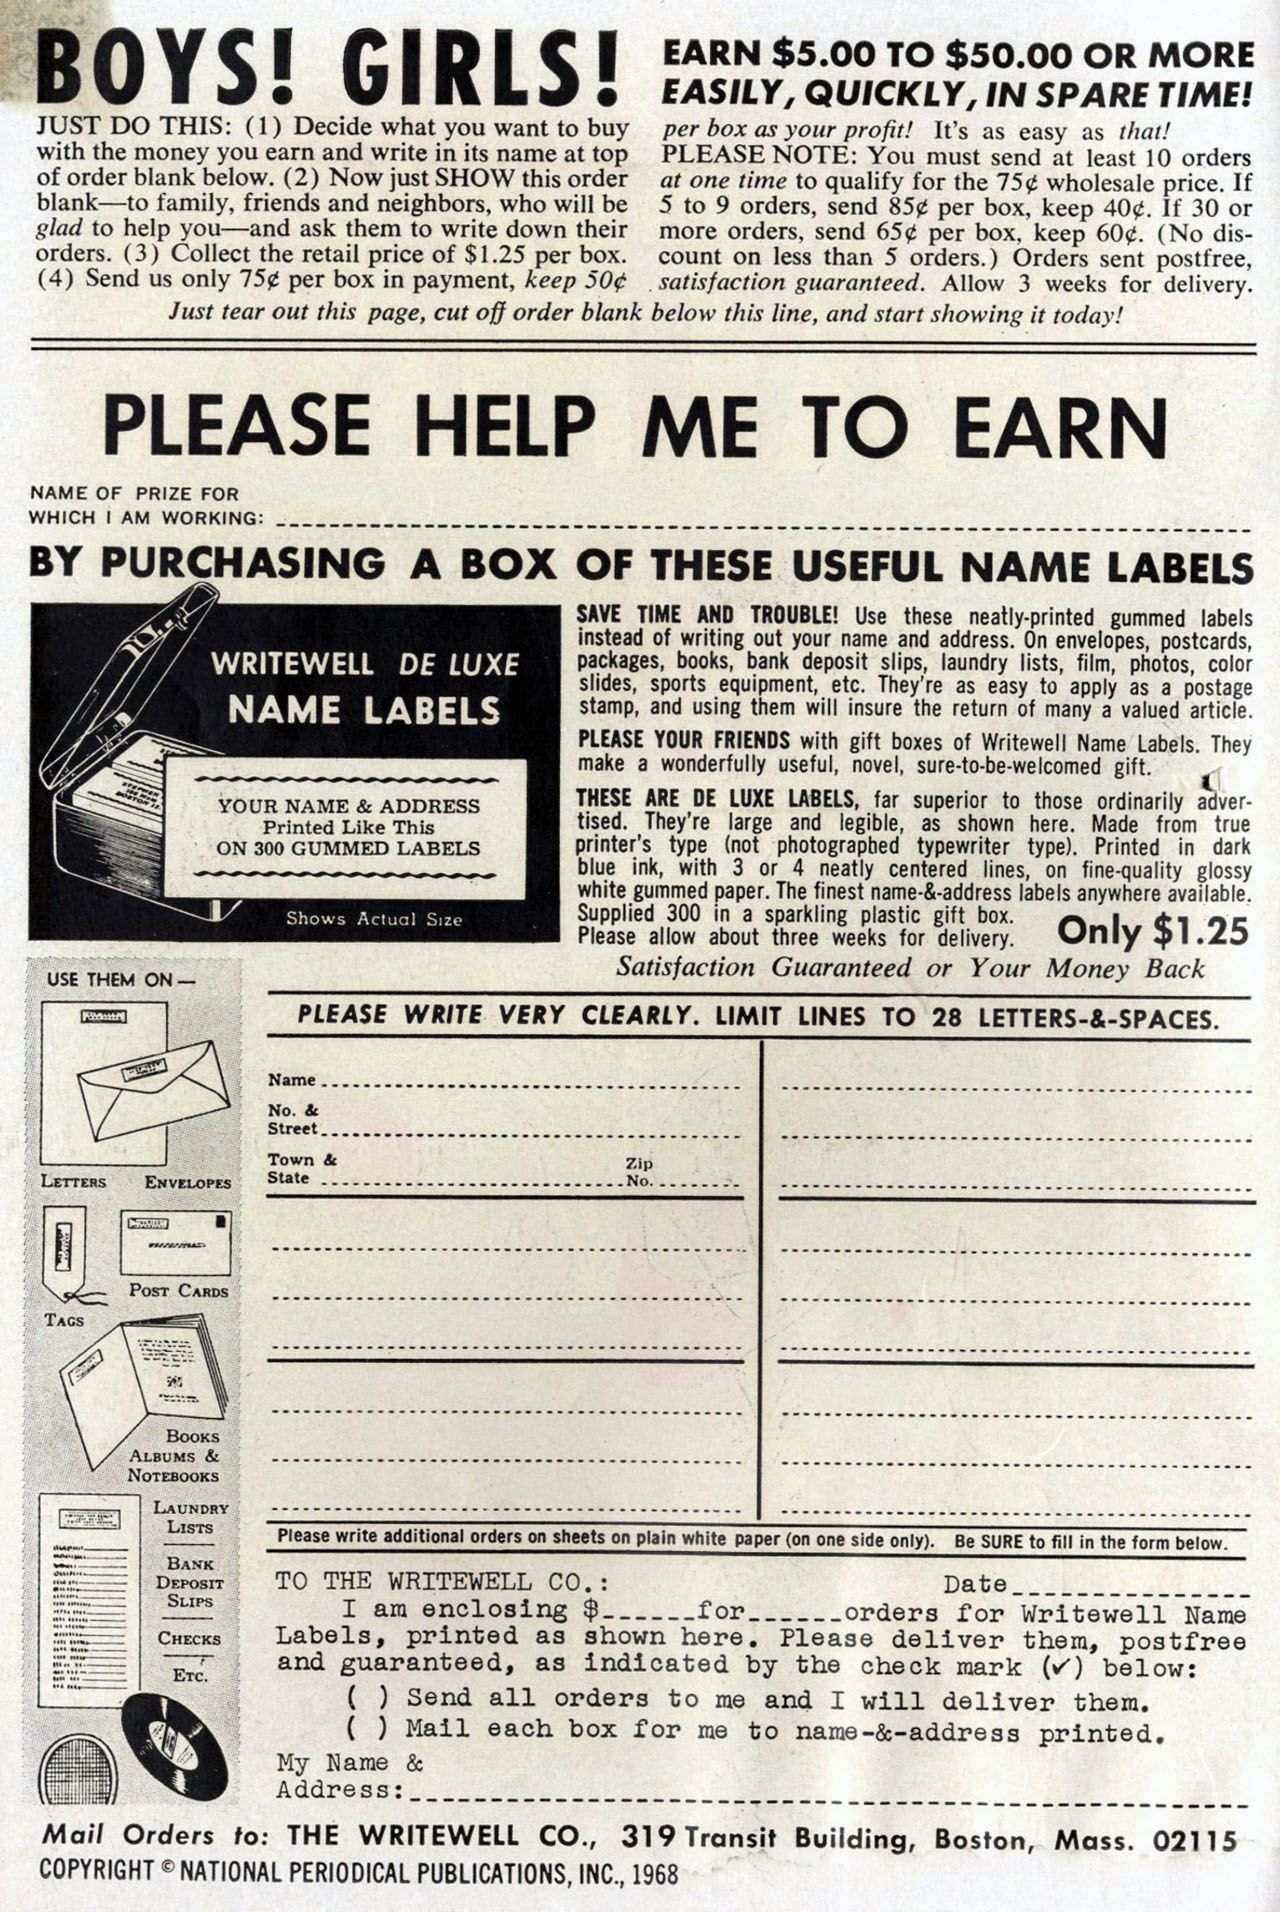 BOYS! GIRLS!
EARN $5.00 TO $50.00 OR MORE
EASILY, QUICKLY, IN SPARE TIME!
JUST DO THIS: (1) Decide what you want to buy
with the money you earn and write in its name at top
of order blank below. (2) Now just SHOW this order
blank—to family, friends and neighbors, who will be
glad to help you—and ask them to write down their
orders. (3) Collect the retail price of $1.25 per box.
(4) Send us only 75¢ per box in payment, keep 50¢
per box as your profit! It's as easy as that!
PLEASE NOTE: You must send at least 10 orders
at one time to qualify for the 75¢ wholesale price. If
5 to 9 orders, send 85¢ per box, keep 40¢. If 30 or
more orders, send 65¢ per box, keep 60¢. (No dis-
count on less than 5 orders.) Orders sent postfree,
satisfaction guaranteed. Allow 3 weeks for delivery.
Just tear out this page, cut off order blank below this line, and start showing it today!
PLEASE HELP ME TO EARN
NAME OF PRIZE FOR
WHICH I AM WORKING:
BY PURCHASING A BOX OF THESE USEFUL NAME LABELS
WRITEWELL DE LUXE
NAME LABELS
YOUR NAME & ADDRESS
Printed Like This
ON 300 GUMMED LABELS
Shows Actual Size
SAVE TIME AND TROUBLE! Use these neatly-printed gummed labels
instead of writing out your name and address. On envelopes, postcards,
packages, books, bank deposit slips, laundry lists, film, photos, color
slides, sports equipment, etc. They're as easy to apply as a postage
stamp, and using them will insure the return of many a valued article.
PLEASE YOUR FRIENDS with gift boxes of Writewell Name Labels. They
make a wonderfully useful, novel, sure-to-be-welcomed gift.
THESE ARE DE LUXE LABELS, far superior to those ordinarily adver-
tised. They're large and legible, as shown here. Made from true
printer's type (not photographed typewriter type). Printed in dark
blue ink, with 3 or 4 neatly centered lines, on fine-quality glossy
white gummed paper. The finest name-&-address labels anywhere available.
Supplied 300 in a sparkling plastic gift box.
Please allow about three weeks for delivery.
Only $1.25
Satisfaction Guaranteed or Your Money Back
USE THEM ON—
LETTERS ENVELOPES
TAGS
POST CARDS
BOOKS
ALBUMS &
NOTEBOOKS
LAUNDRY
LISTS
BANK
DEPOSIT
SLIPS
CHECKS
ETC.
PLEASE WRITE VERY CLEARLY. LIMIT LINES TO 28 LETTERS-&-SPACES.
Name
No. &
Street
Town & Zip
State No.
Please write additional orders on sheets on plain white paper (on one side only). Be SURE to fill in the form below.
TO THE WRITEWELL CO.: Date
I am enclosing $______for______orders for Writewell Name
Labels, printed as shown here. Please deliver them, postfree
and guaranteed, as indicated by the check mark (✓) below:
( ) Send all orders to me and I will deliver them.
( ) Mail each box for me to name-&-address printed.
My Name &
Address:
Mail Orders to: THE WRITEWELL CO., 319 Transit Building, Boston, Mass. 02115
COPYRIGHT © NATIONAL PERIODICAL PUBLICATIONS, INC., 1968